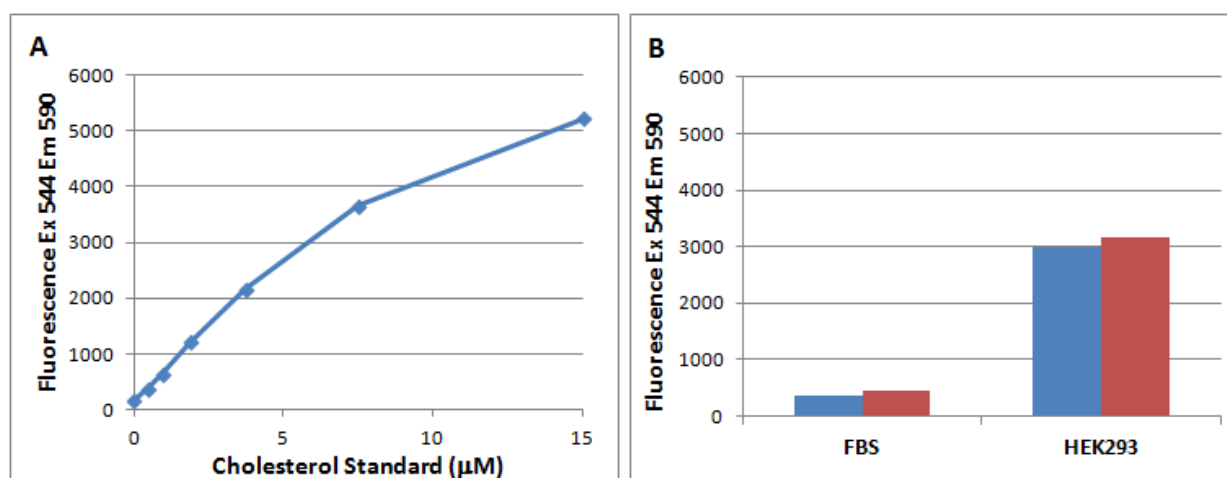 A
6000
5000
4000
3000
2000
1000
0
Fluorescence Ex 544 Em 590
0 5 10 15
Cholesterol Standard (µM)
B
6000
5000
4000
3000
2000
1000
0
Fluorescence Ex 544 Em 590
FBS HEK293